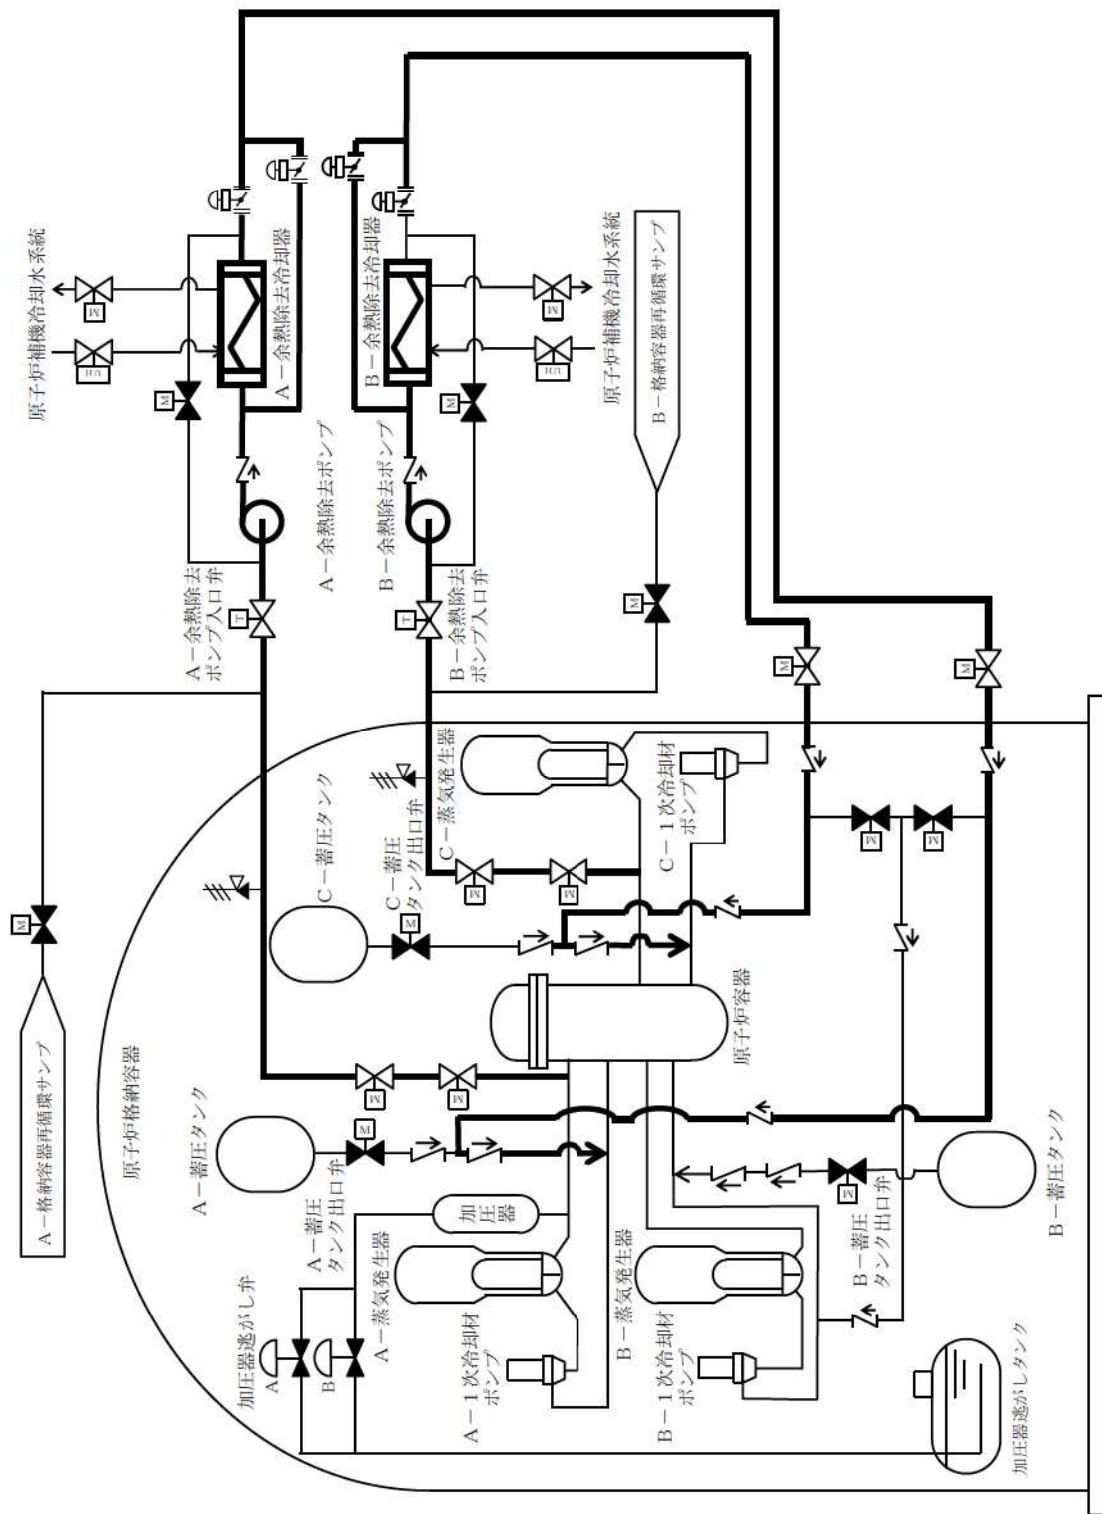 原子炉補機冷却水系統
A－余熱除去冷却器
B－余熱除去冷却器
原子炉補機冷却水系統
B－格納容器再循環サンプ
A－余熱除去ポンプ
B－余熱除去ポンプ
A－余熱除去
ポンプ入口弁
B－余熱除去
ポンプ入口弁
A－格納容器再循環サンプ
原子炉格納容器
C－蓄圧タンク
C－蓄圧
タンク出口弁
C－蒸気発生器
C－1次冷却材
ポンプ
原子炉容器
A－蓄圧タンク
A－蓄圧
タンク出口弁
加圧器
A－蒸気発生器
A－1次冷却材
ポンプ
B－蒸気発生器
B－1次冷却材
ポンプ
B－蓄圧
タンク出口弁
B－蓄圧タンク
加圧器逃がし弁
A
B
加圧器逃がしタンク
M
M
M
M
T
T
M
M
M
M
M
M
M
M
M
M
M
M
M
M